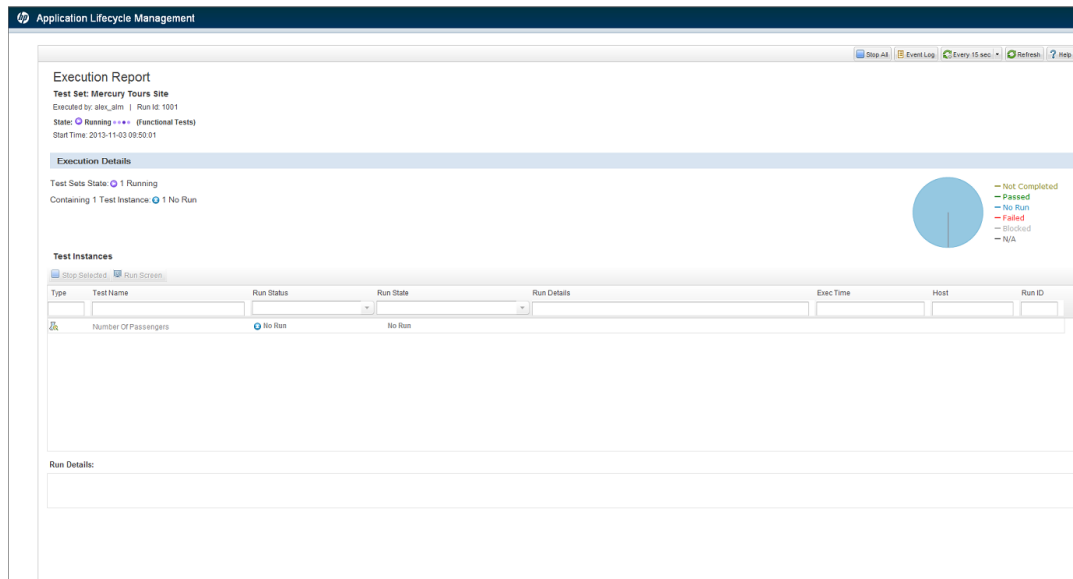 hp Application Lifecycle Management
Stop All Event Log Every 15 sec Refresh ? Help
Execution Report
Test Set: Mercury Tours Site
Executed by: alex_alm | Run Id: 1001
State: Running (Functional Tests)
Start Time: 2013-11-03 09:50:01
Execution Details
Test Sets State: 1 Running
Containing 1 Test Instance: 1 No Run
Not Completed
Passed
No Run
Failed
Blocked
N/A
Test Instances
Stop Selected Run Screen
Type Test Name Run Status Run State Run Details Exec Time Host Run ID
Number Of Passengers No Run No Run
Run Details: